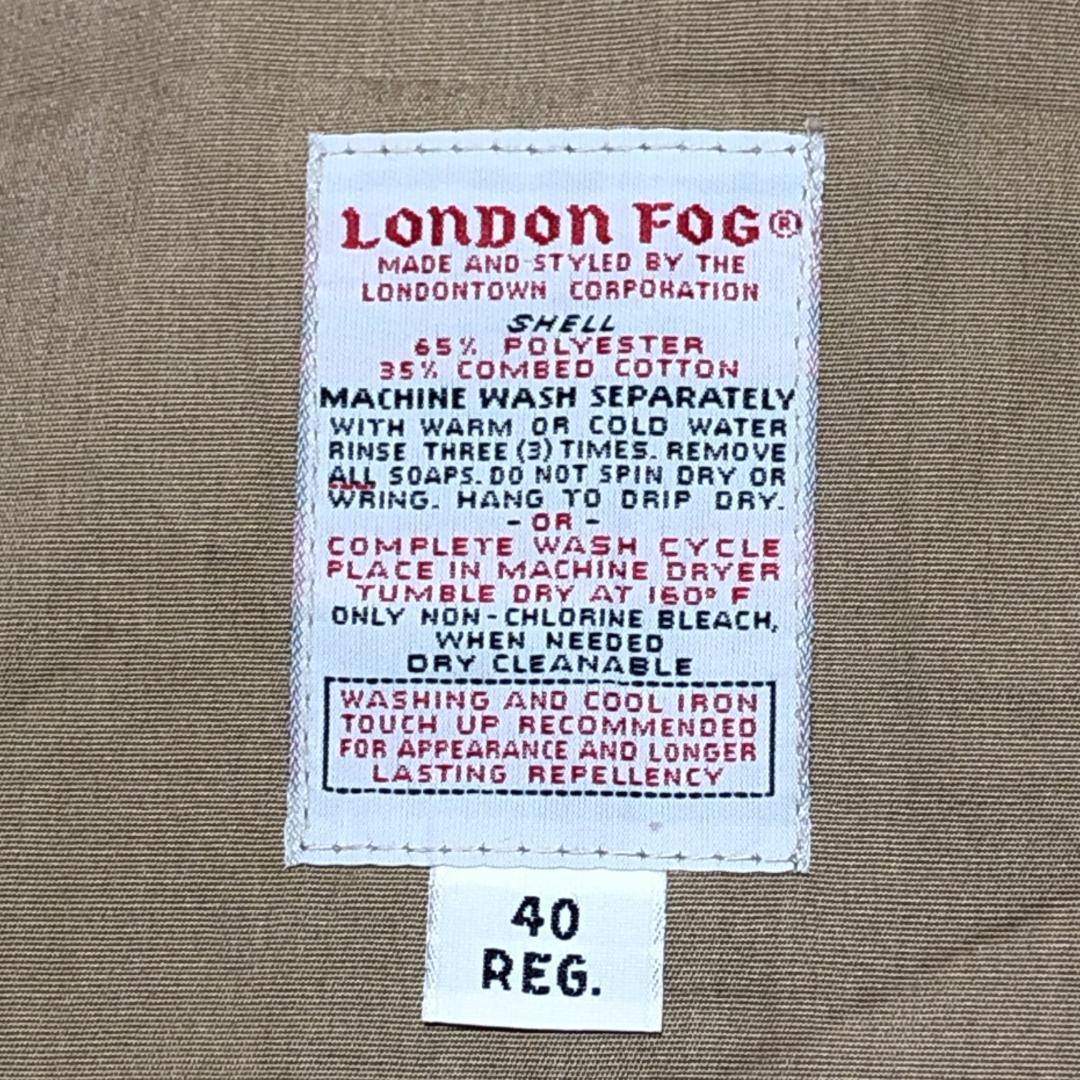 LONDON FOG®
MADE AND STYLED BY THE
LONDONTOWN CORPORATION
SHELL
65% POLYESTER
35% COMBED COTTON
MACHINE WASH SEPARATELY
WITH WARM OR COLD WATER
RINSE THREE (3) TIMES. REMOVE
ALL SOAPS. DO NOT SPIN DRY OR
WRING. HANG TO DRIP DRY.
- OR -
COMPLETE WASH CYCLE
PLACE IN MACHINE DRYER
TUMBLE DRY AT 160° F
ONLY NON-CHLORINE BLEACH,
WHEN NEEDED
DRY CLEANABLE
WASHING AND COOL IRON
TOUCH UP RECOMMENDED
FOR APPEARANCE AND LONGER
LASTING REPELLENCY
40
REG.